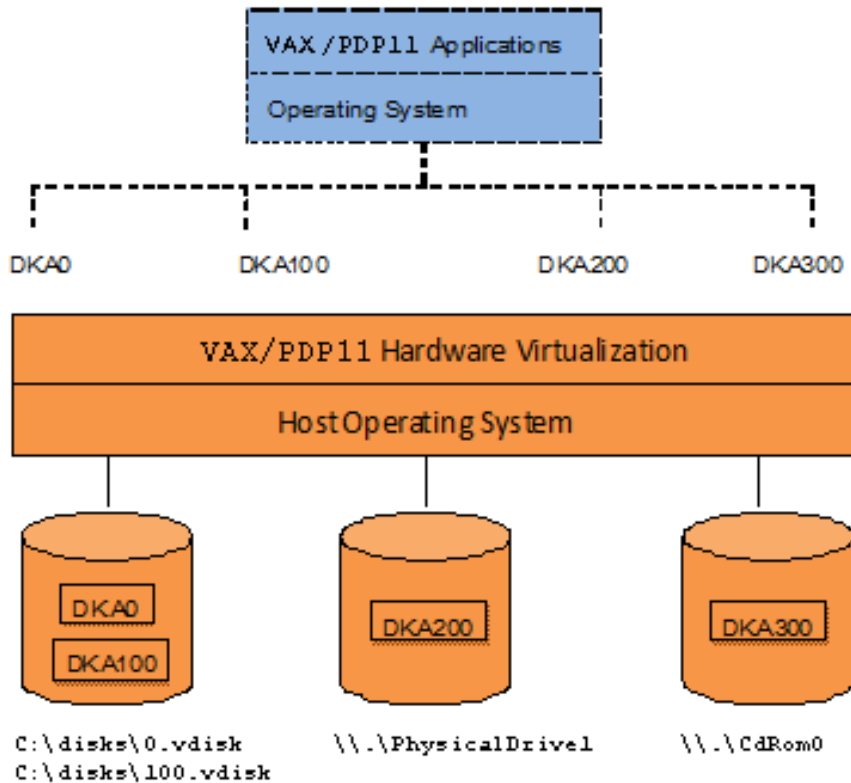 VAX/PDP11 Applications
Operating System
DKA0 DKA100 DKA200 DKA300
VAX/PDP11 Hardware Virtualization
Host Operating System
DKA0
DKA100
DKA200
DKA300
C:\disks\0.vdisk
C:\disks\100.vdisk
\\.\PhysicalDrive1
\\.\CdRom0